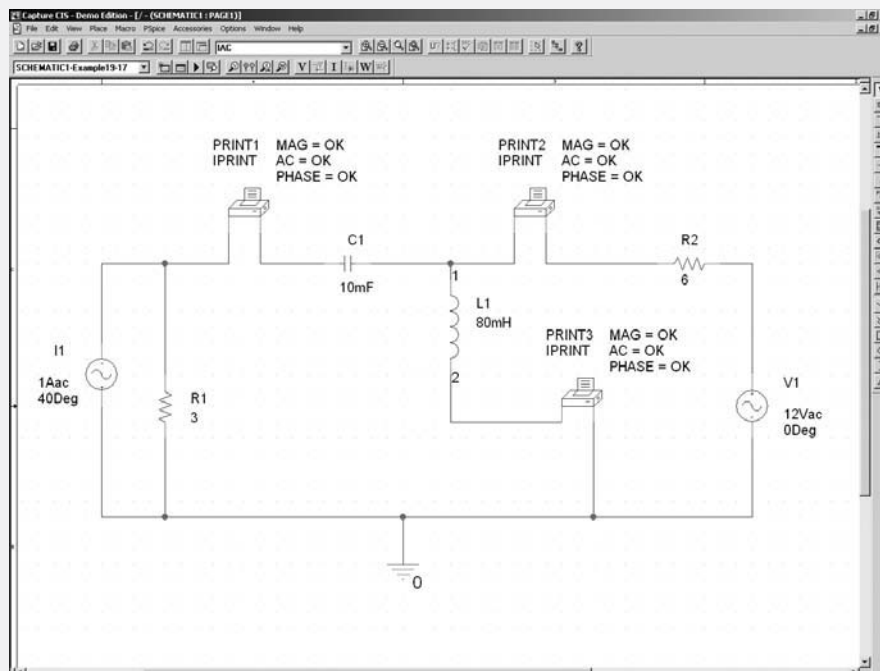 Capture CIS - Demo Edition - [/ - (SCHEMATIC1 : PAGE1)]
File Edit View Place Macro PSpice Accessories Options Window Help
IAC
SCHEMATIC1-Example19-17
V I W
PRINT1 MAG = OK
IPRINT AC = OK
PHASE = OK
PRINT2 MAG = OK
IPRINT AC = OK
PHASE = OK
C1
10mF
R2
6
1
L1
80mH
2
PRINT3 MAG = OK
IPRINT AC = OK
PHASE = OK
I1
1Aac
40Deg
R1
3
V1
12Vac
0Deg
0